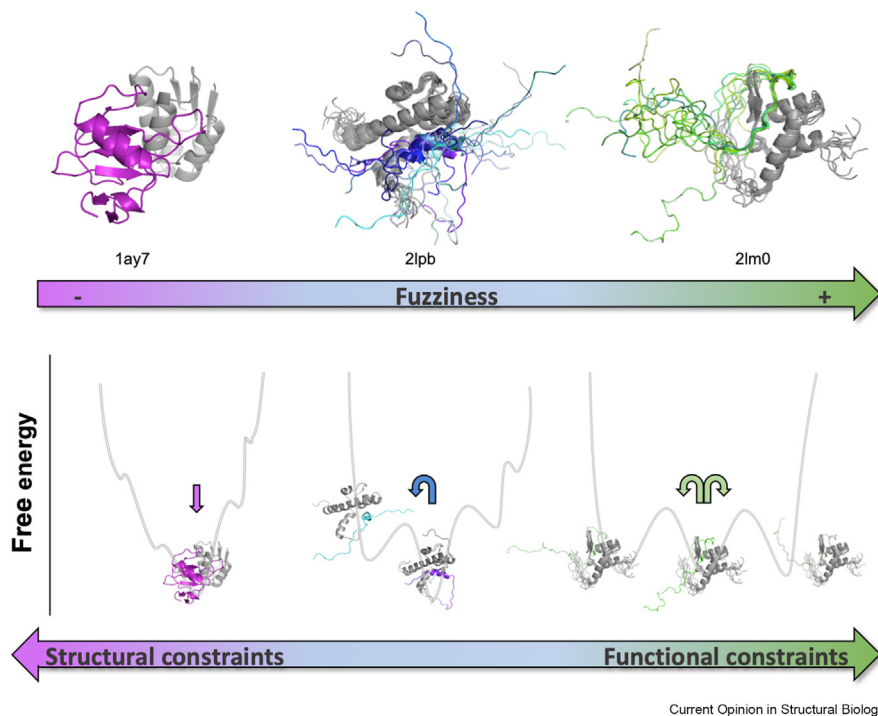 1ay7
2lpb
2lm0
- Fuzziness +
Free energy
Structural constraints
Functional constraints
Current Opinion in Structural Biolog